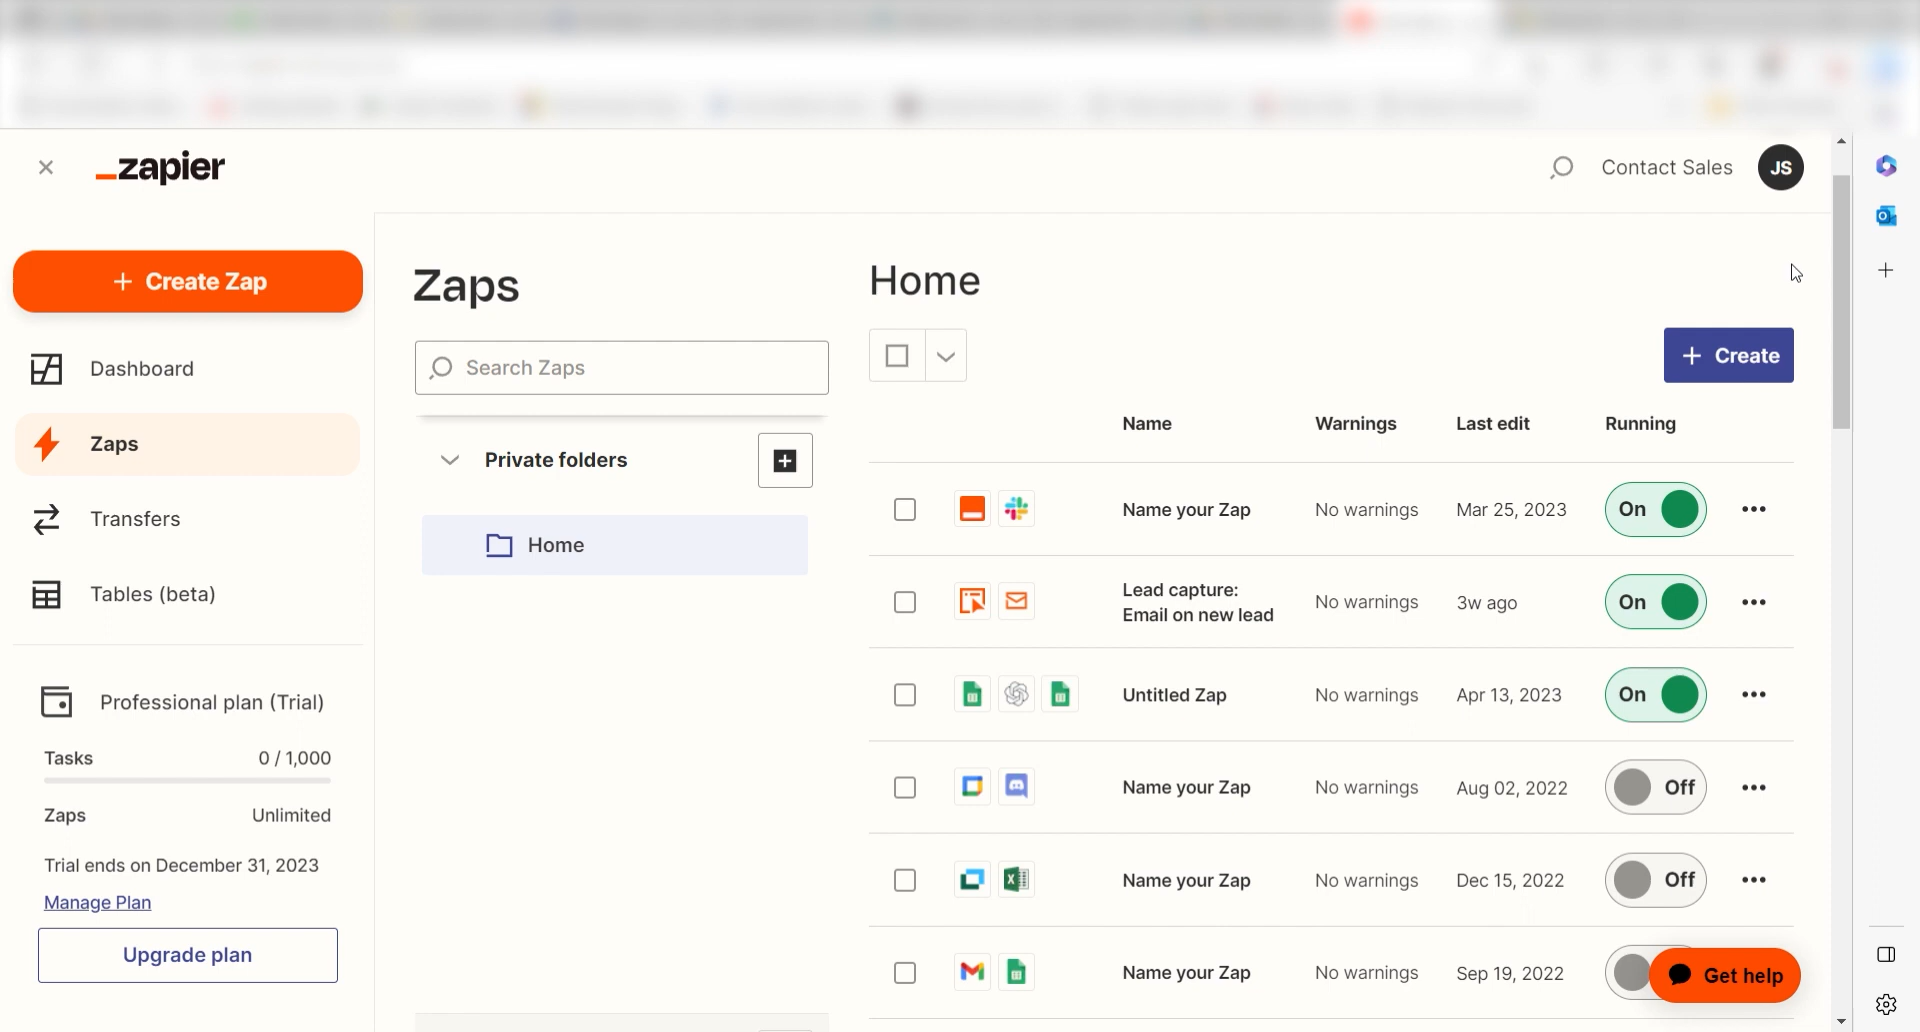 zapier
Contact Sales
JS
+ Create Zap
Dashboard
Zaps
Transfers
Tables (beta)
Professional plan (Trial)
Tasks 0 / 1,000
Zaps Unlimited
Trial ends on December 31, 2023
Manage Plan
Upgrade plan
Zaps
Search Zaps
Private folders
Home
Home
+ Create
Name Warnings Last edit Running
Name your Zap No warnings Mar 25, 2023 On
Lead capture:
Email on new lead No warnings 3w ago On
Untitled Zap No warnings Apr 13, 2023 On
Name your Zap No warnings Aug 02, 2022 Off
Name your Zap No warnings Dec 15, 2022 Off
Name your Zap No warnings Sep 19, 2022
Get help